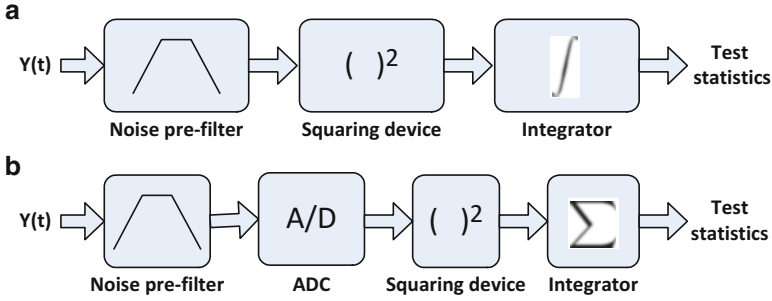 a
Y(t)
( )²
∫
Test
statistics
Noise pre-filter
Squaring device
Integrator
b
Y(t)
A/D
( )²
Σ
Test
statistics
Noise pre-filter
ADC
Squaring device
Integrator